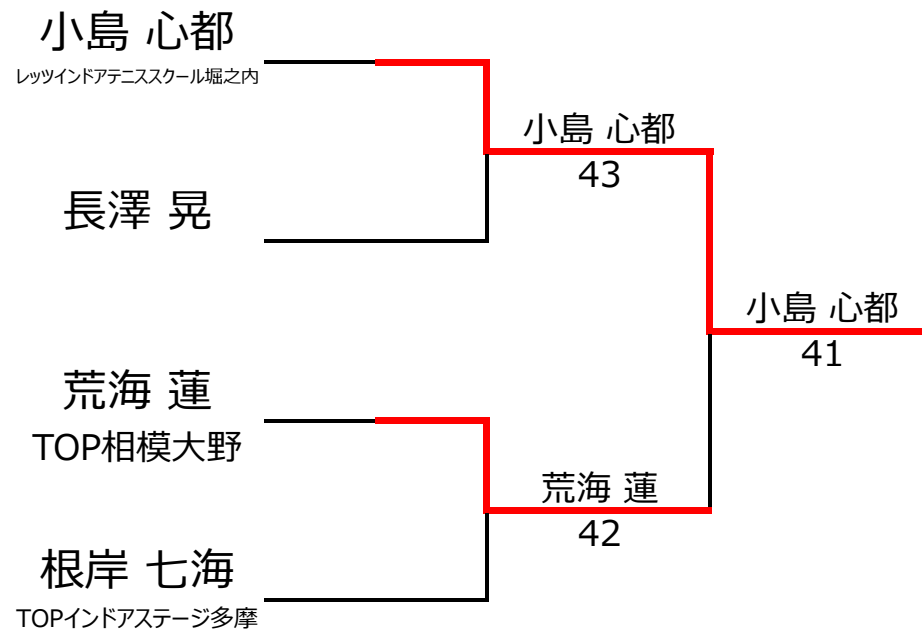 小島 心都
レッツインドアテニススクール堀之内
小島 心都
43
長澤 晃
小島 心都
41
荒海 蓮
TOP相模大野
荒海 蓮
42
根岸 七海
TOPインドアステージ多摩